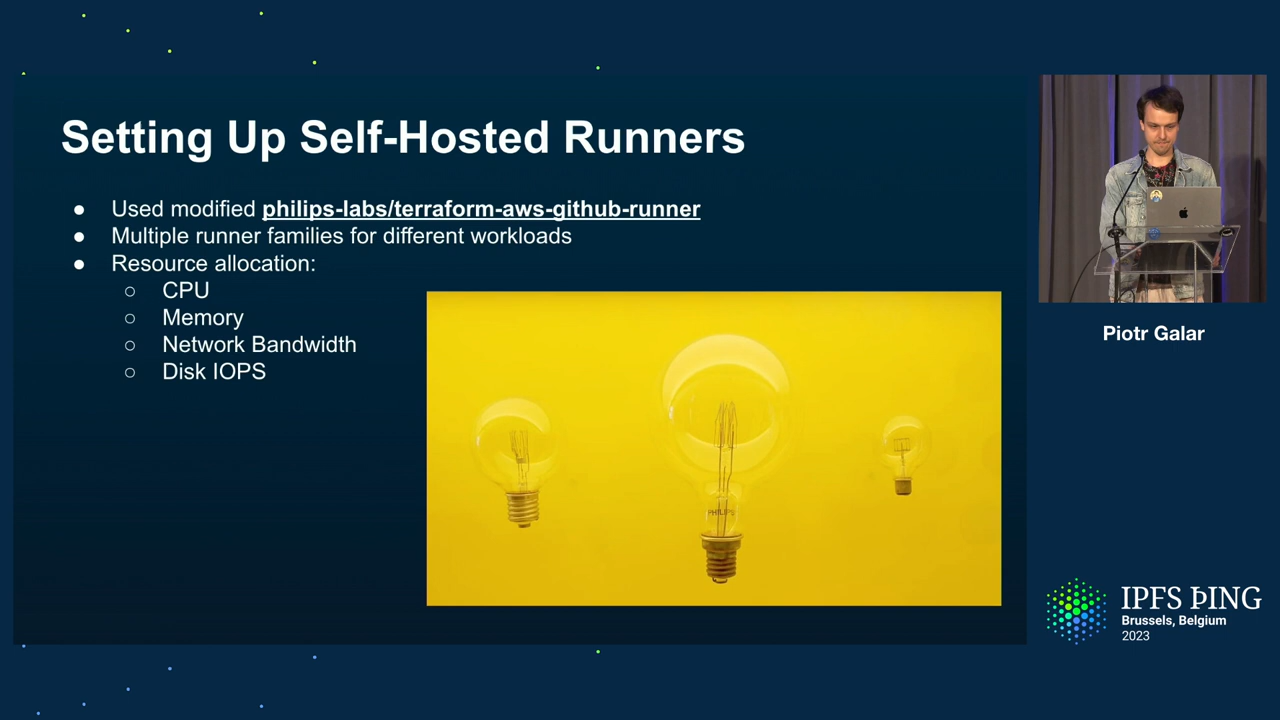 Setting Up Self-Hosted Runners
● Used modified philips-labs/terraform-aws-github-runner
● Multiple runner families for different workloads
● Resource allocation:
○ CPU
○ Memory
○ Network Bandwidth
○ Disk IOPS
PHILIPS
Piotr Galar
IPFS ÞING
Brussels, Belgium
2023